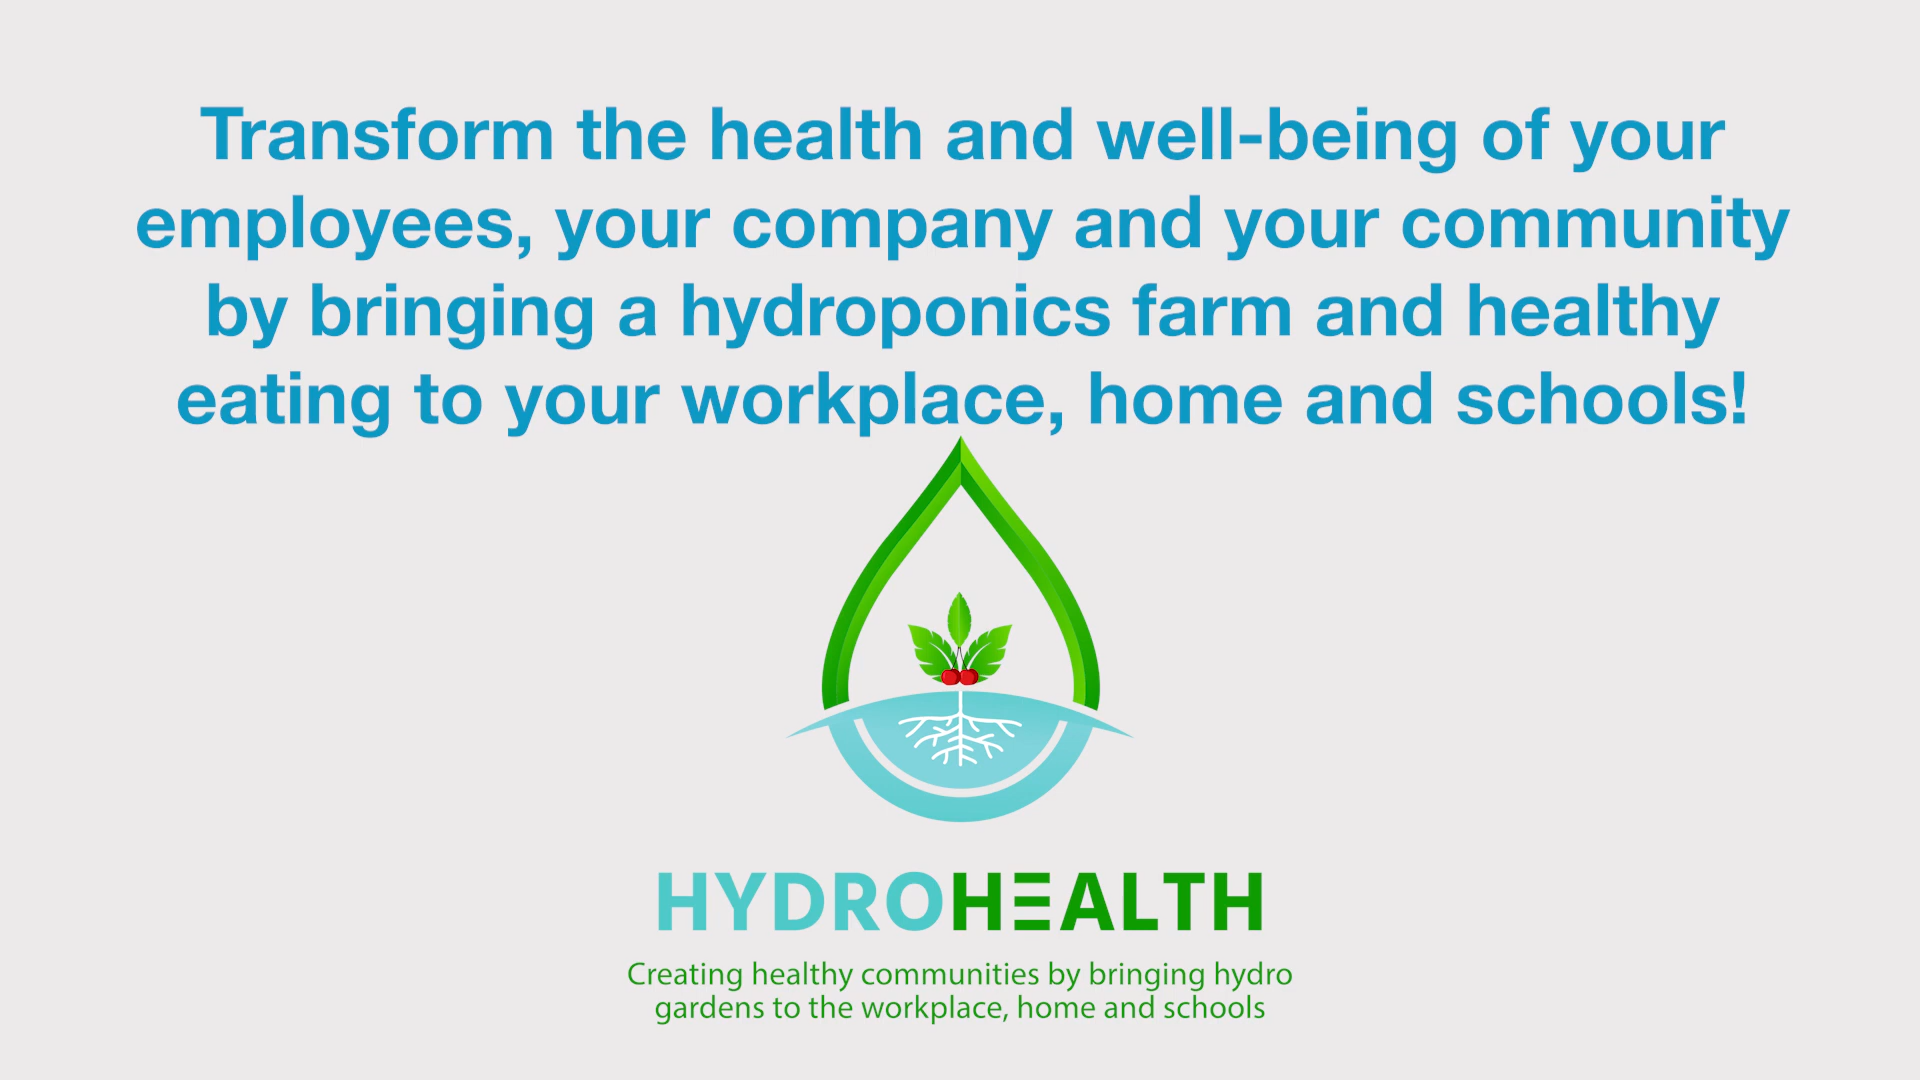 Transform the health and well-being of your
employees, your company and your community
by bringing a hydroponics farm and healthy
eating to your workplace, home and schools!
HYDROHEALTH
Creating healthy communities by bringing hydro
gardens to the workplace, home and schools